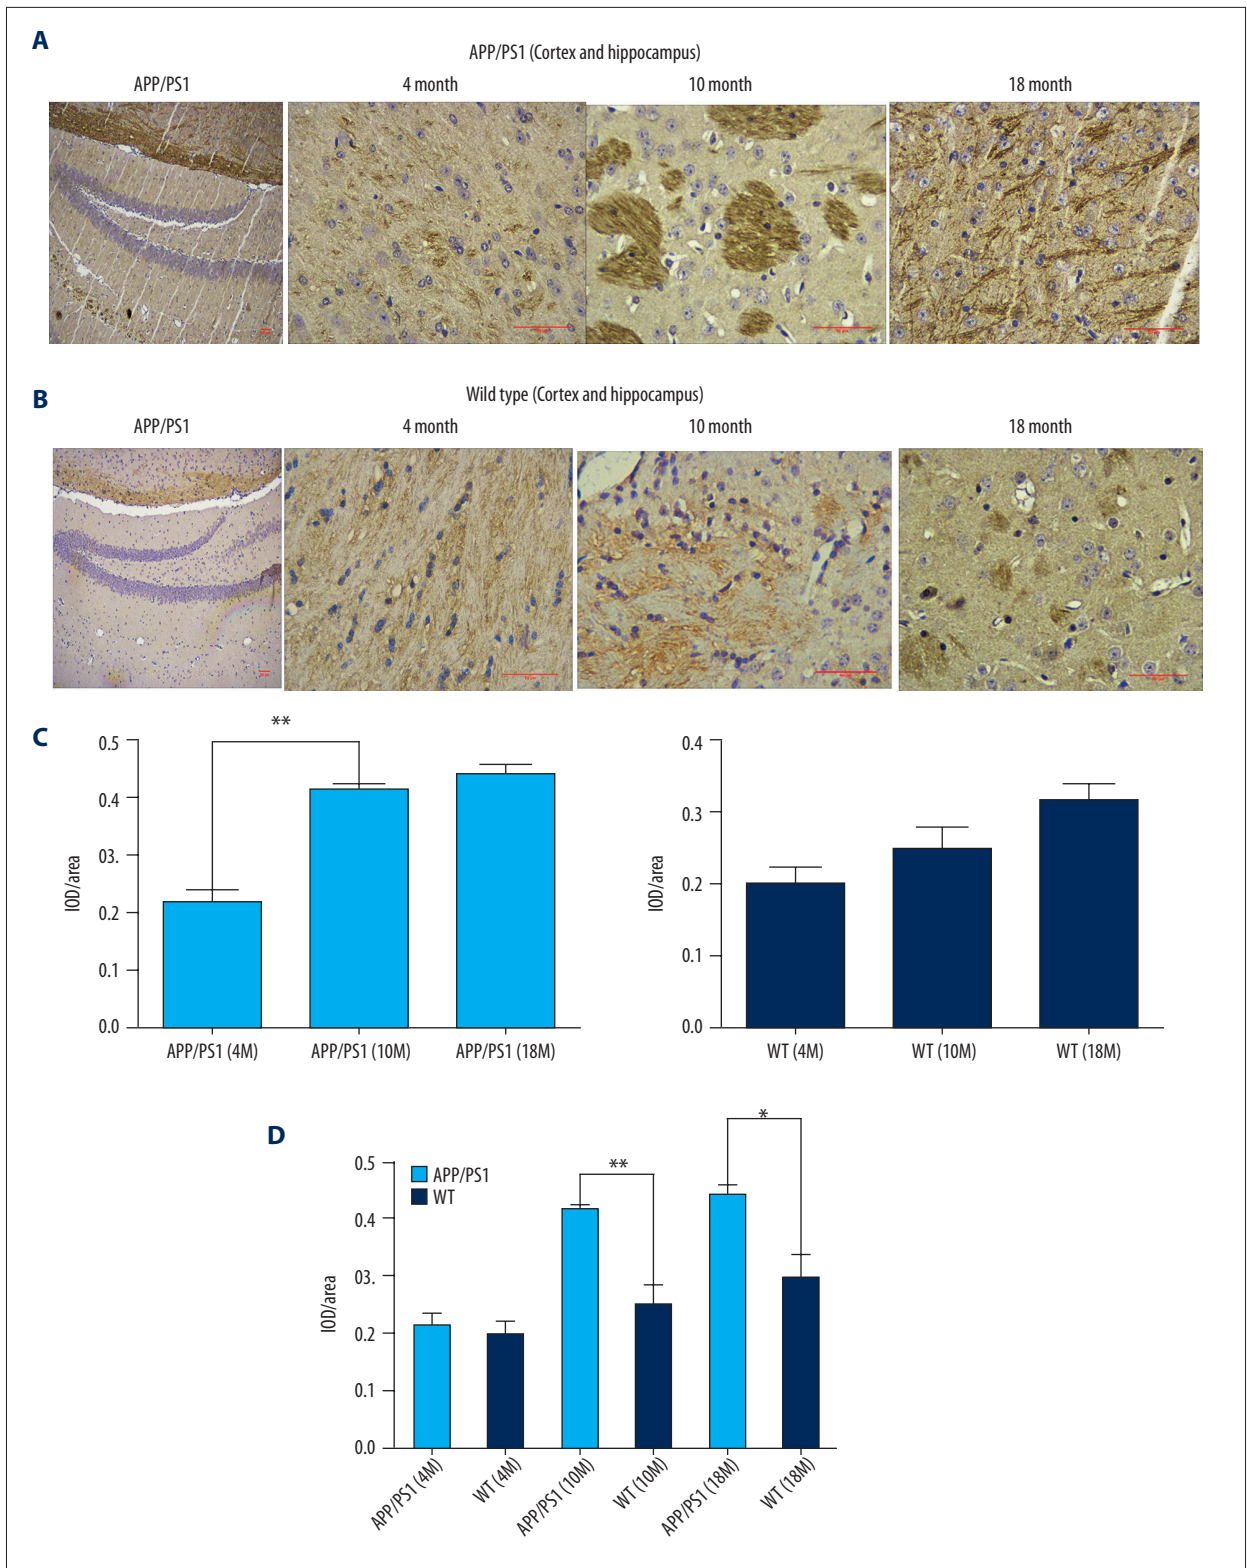 A
APP/PS1 (Cortex and hippocampus)
APP/PS1
4 month
10 month
18 month
B
Wild type (Cortex and hippocampus)
APP/PS1
4 month
10 month
18 month
C
**
0.5
0.4
03.
0.2
0.1
0.0
IOD/area
APP/PS1 (4M)
APP/PS1 (10M)
APP/PS1 (18M)
0.4
0.3
0.2
0.1
0.0
IOD/area
WT (4M)
WT (10M)
WT (18M)
D
APP/PS1
WT
**
*
0.5
0.4
03.
0.2
0.1
0.0
IOD/area
APP/PS1 (4M)
WT (4M)
APP/PS1 (10M)
WT (10M)
APP/PS1 (18M)
WT (18M)